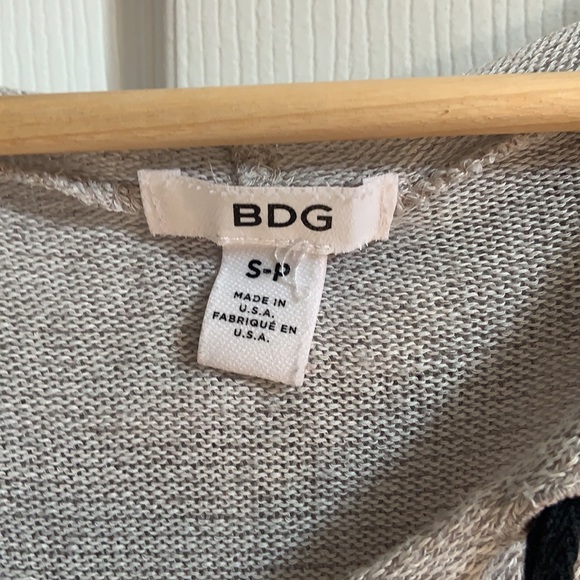 BDG
S-P
MADE IN
U.S.A.
FABRIQUÉ EN
U.S.A.